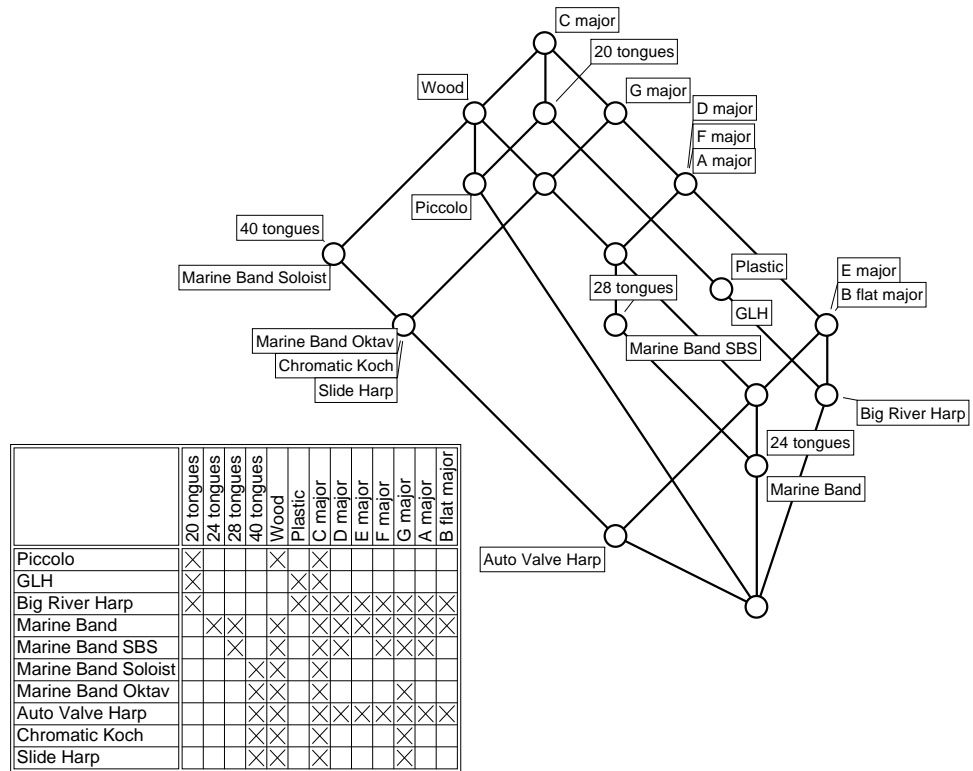 C major
20 tongues
Wood
G major
D major
F major
A major
Piccolo
40 tongues
Plastic
E major
Marine Band Soloist
28 tongues
B flat major
GLH
Marine Band Oktav
Marine Band SBS
Chromatic Koch
Slide Harp
Big River Harp
24 tongues
Marine Band
Auto Valve Harp
20 tongues
24 tongues
28 tongues
40 tongues
Wood
Plastic
C major
D major
E major
F major
G major
A major
B flat major
Piccolo
GLH
Big River Harp
Marine Band
Marine Band SBS
Marine Band Soloist
Marine Band Oktav
Auto Valve Harp
Chromatic Koch
Slide Harp